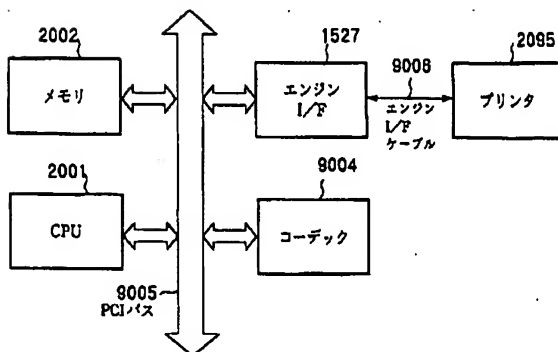 2002
メモリ
1527
エンジン
I/F
9006
エンジン
I/F
ケーブル
2095
プリンタ
2001
CPU
9004
コーデック
9005
PCIバス